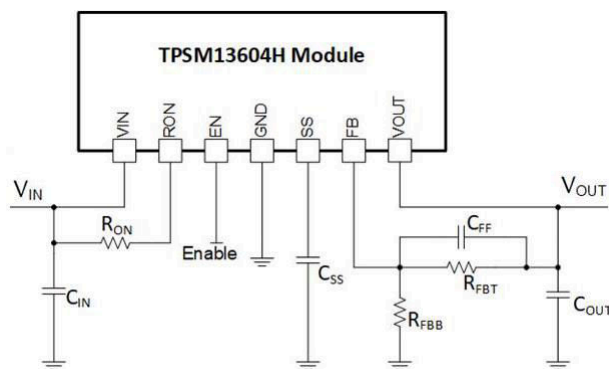 TPSM13604H Module
VIN
RON
EN
GND
SS
FB
VOUT
VIN
VOUT
RON
CFF
Enable
CSS
RFBT
CIN
RFBB
COUT